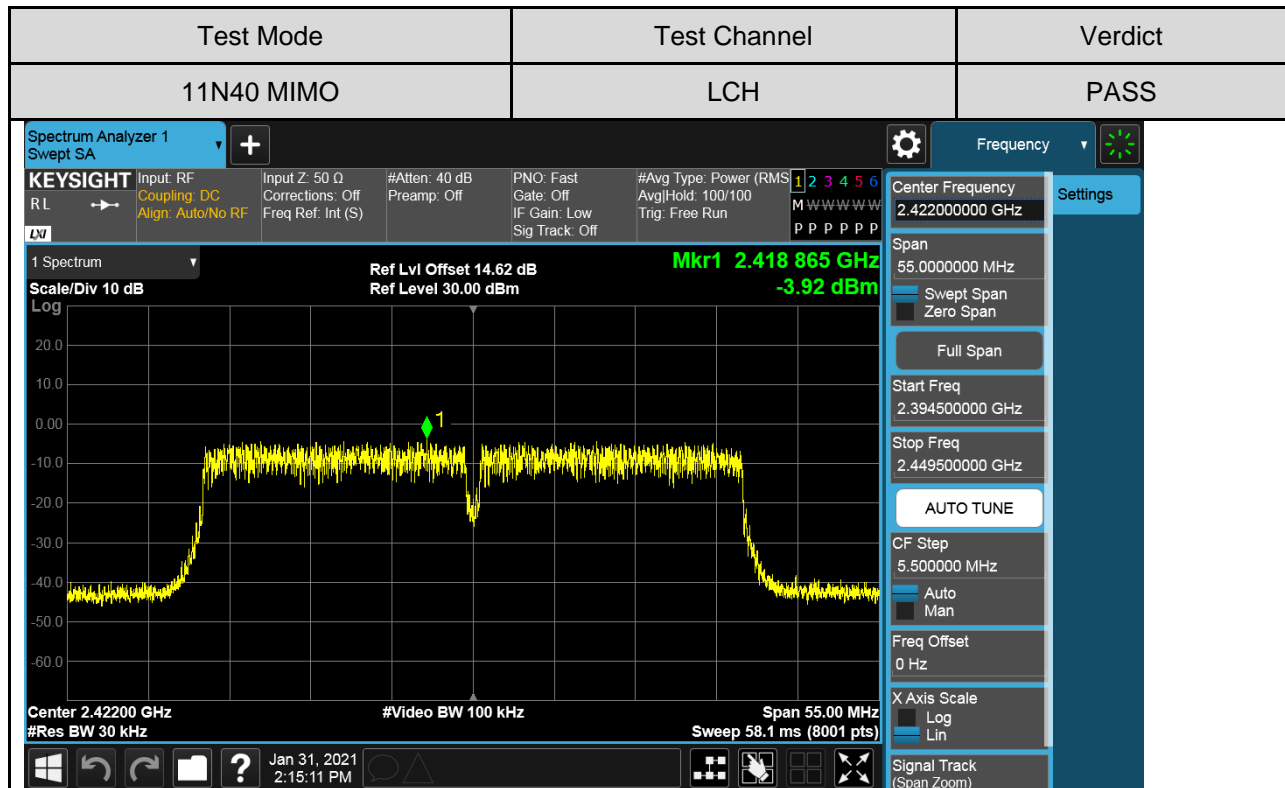 Test Mode Test Channel Verdict
11N40 MIMO LCH PASS
Spectrum Analyzer 1
Swept SA
+
Frequency
KEYSIGHT
RL
LXI
Input: RF
Coupling: DC
Align: Auto/No RF
Input Z: 50 Ω
Corrections: Off
Freq Ref: Int (S)
#Atten: 40 dB
Preamp: Off
PNO: Fast
Gate: Off
IF Gain: Low
Sig Track: Off
#Avg Type: Power (RMS
Avg|Hold: 100/100
Trig: Free Run
1 2 3 4 5 6
M W W W W W
P P P P P P
1 Spectrum
Scale/Div 10 dB
Log
Ref Lvl Offset 14.62 dB
Ref Level 30.00 dBm
Mkr1 2.418 865 GHz
-3.92 dBm
20.0
10.0
0.00
-10.0
-20.0
-30.0
-40.0
-50.0
-60.0
1
Center 2.42200 GHz
#Res BW 30 kHz
#Video BW 100 kHz
Span 55.00 MHz
Sweep 58.1 ms (8001 pts)
?
Jan 31, 2021
2:15:11 PM
Center Frequency
2.422000000 GHz
Span
55.0000000 MHz
Swept Span
Zero Span
Full Span
Start Freq
2.394500000 GHz
Stop Freq
2.449500000 GHz
AUTO TUNE
CF Step
5.500000 MHz
Auto
Man
Freq Offset
0 Hz
X Axis Scale
Log
Lin
Signal Track
(Span Zoom)
Settings